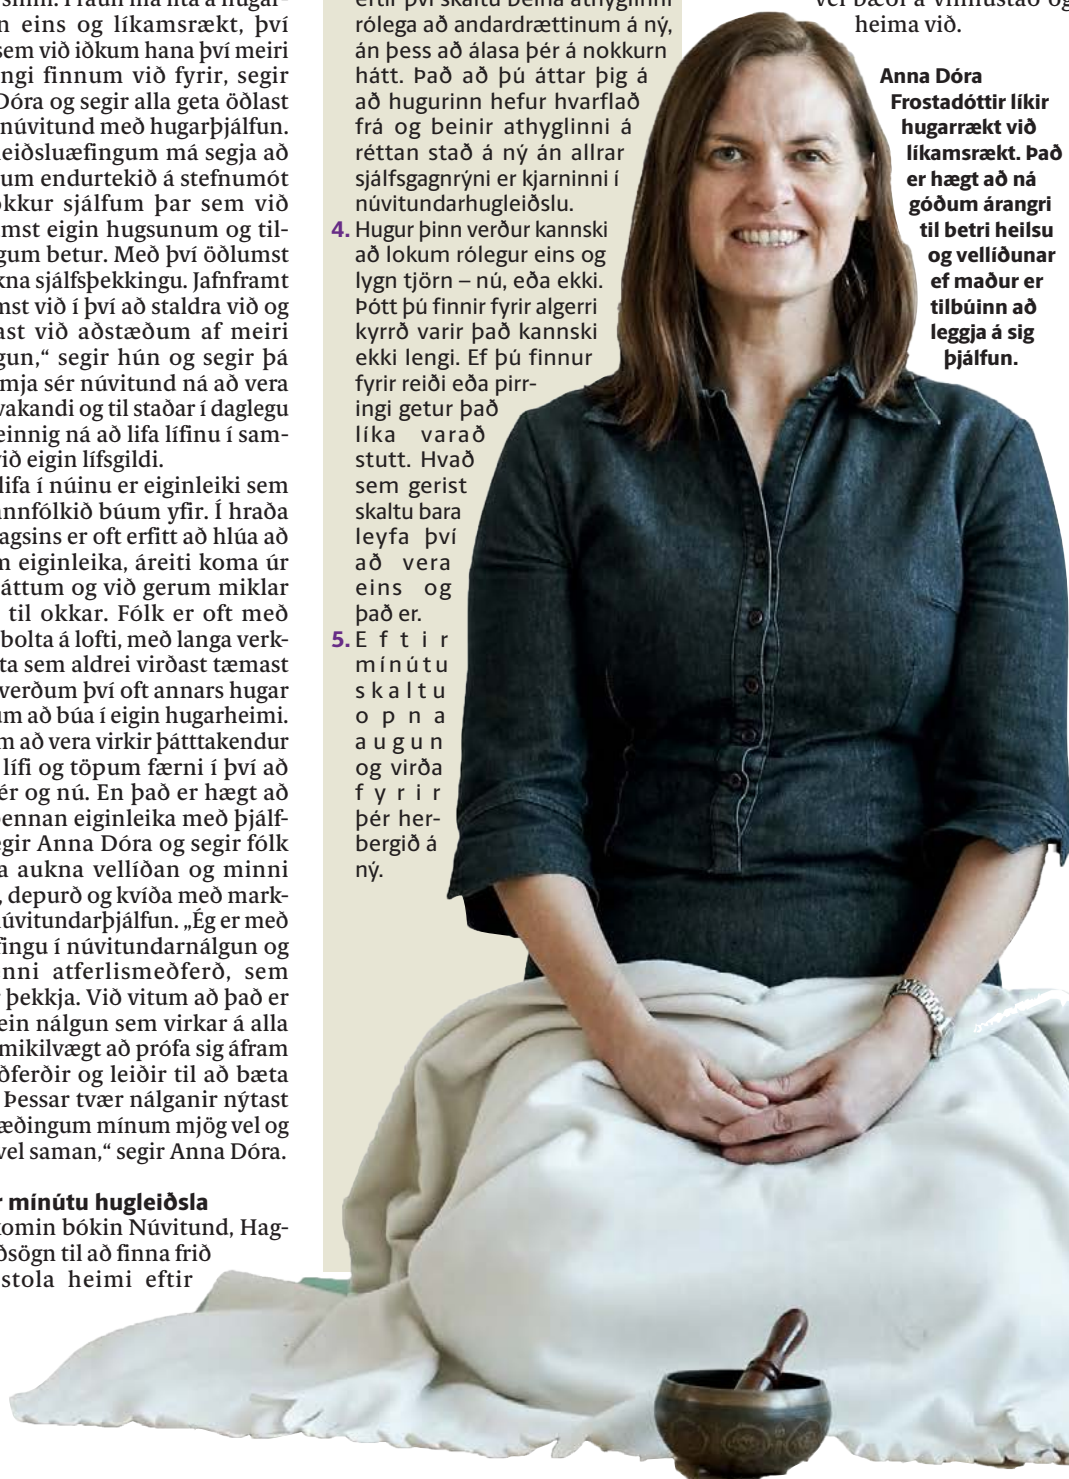 n eins og líkamsrækt, því
sem við iðkum hana því meiri
ngi finnum við fyrir, segir
Dóra og segir alla geta öðlast
núvitund með hugarþjálfun.
leiðsluæfingum má segja að
um endurtekið á stefnumót
okkur sjálfum þar sem við
umst eigin hugsunum og til-
gum betur. Með því öðlumst
kna sjálfsþekkingu. Jafnframt
mst við í því að staldra við og
ast við aðstæðum af meiri
gun,“ segir hún og segir þá
mja sér núvitund ná að vera
vakandi og til staðar í daglegu
einnig ná að lifa lífinu í sam-
við eigin lífsgildi.
lifa í núinu er eiginleiki sem
annfólkið búum yfir. Í hraða
agsins er oft erfitt að hlúa að
m eiginleika, áreiti koma úr
áttum og við gerum miklar
til okkar. Fólk er oft með
bolta á lofti, með langa verk-
ta sem aldrei virðast tæmast
verðum því oft annars hugar
um að búa í eigin hugarheimi.
m að vera virkir þátttakendur
lífi og töpum færni í því að
ér og nú. En það er hægt að
þennan eiginleika með þjálf-
egir Anna Dóra og segir fólk
a aukna vellíðan og minni
, depurð og kvíða með mark-
núvitundarþjálfun. „Ég er með
fingu í núvitundarnálgun og
enni atferlismeðferð, sem
r þekkja. Við vitum að það er
ein nálgun sem virkar á alla
mikilvægt að prófa sig áfram
ðferðir og leiðir til að bæta
Þessar tvær nálganir nýtast
æðingum mínum mjög vel og
vel saman,“ segir Anna Dóra.
r mínútu hugleiðsla
komin bókin Núvitund, Hag-
ðsögn til að finna frið
stola heimi eftir
eftir því skaltu beina athyglinni
rólega að andardrættinum á ný,
án þess að álasa þér á nokkurn
hátt. Það að þú áttar þig á
að hugurinn hefur hvarflað
frá og beinir athyglinni á
réttan stað á ný án allrar
sjálfsgagnrýni er kjarninni í
núvitundarhugleiðslu.
4. Hugur þinn verður kannski
að lokum rólegur eins og
lygn tjörn – nú, eða ekki.
Þótt þú finnir fyrir algerri
kyrrð varir það kannski
ekki lengi. Ef þú finnur
fyrir reiði eða pirr-
ingi getur það
líka varað
stutt. Hvað
sem gerist
skaltu bara
leyfa því
að vera
eins og
það er.
5. Eftir
mínútu
skaltu
opna
augun
og virða
fyrir
þér her-
bergið á
ný.
vel bæði á vinnustað og
heima við.
Anna Dóra
Frostadóttir líkir
hugarrækt við
líkamsrækt. Það
er hægt að ná
góðum árangri
til betri heilsu
og vellíðunar
ef maður er
tilbúinn að
leggja á sig
þjálfun.